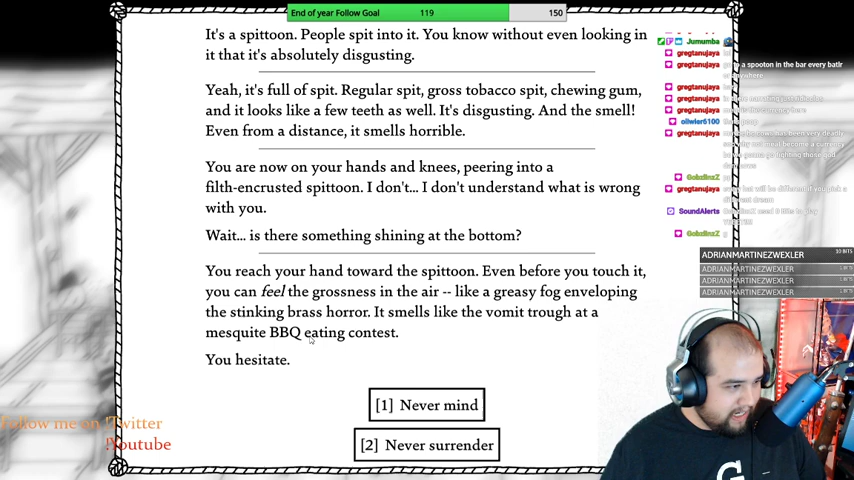 End of year Follow Goal 119 150
It's a spittoon. People spit into it. You know without even looking in
it that it's absolutely disgusting.
Yeah, it's full of spit. Regular spit, gross tobacco spit, chewing gum,
and it looks like a few teeth as well. It's disgusting. And the smell!
Even from a distance, it smells horrible.
You are now on your hands and knees, peering into a
filth-encrusted spittoon. I don't... I don't understand what is wrong
with you.
Wait... is there something shining at the bottom?
You reach your hand toward the spittoon. Even before you touch it,
you can feel the grossness in the air -- like a greasy fog enveloping
the stinking brass horror. It smells like the vomit trough at a
mesquite BBQ eating contest.
You hesitate.
[1] Never mind
[2] Never surrender
Follow me on !Twitter
!Youtube
Jumumba
gregtanujaya
gregtanujaya
gregtanujaya
oliwier6100
gregtanujaya
GobzlinxZ
gregtanujaya
SoundAlerts
GobzlinxZ
ADRIANMARTINEZWEXLER
ADRIANMARTINEZWEXLER
ADRIANMARTINEZWEXLER
ADRIANMARTINEZWEXLER
G